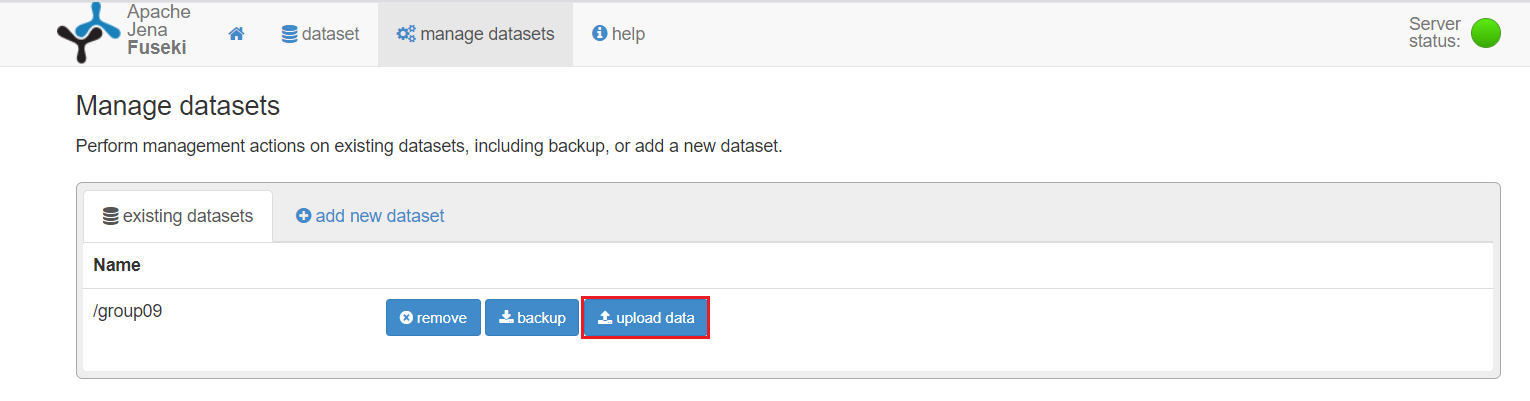 Apache
Jena
Fuseki
dataset
manage datasets
help
Server
status:
Manage datasets
Perform management actions on existing datasets, including backup, or add a new dataset.
existing datasets
add new dataset
Name
/group09
remove
backup
upload data